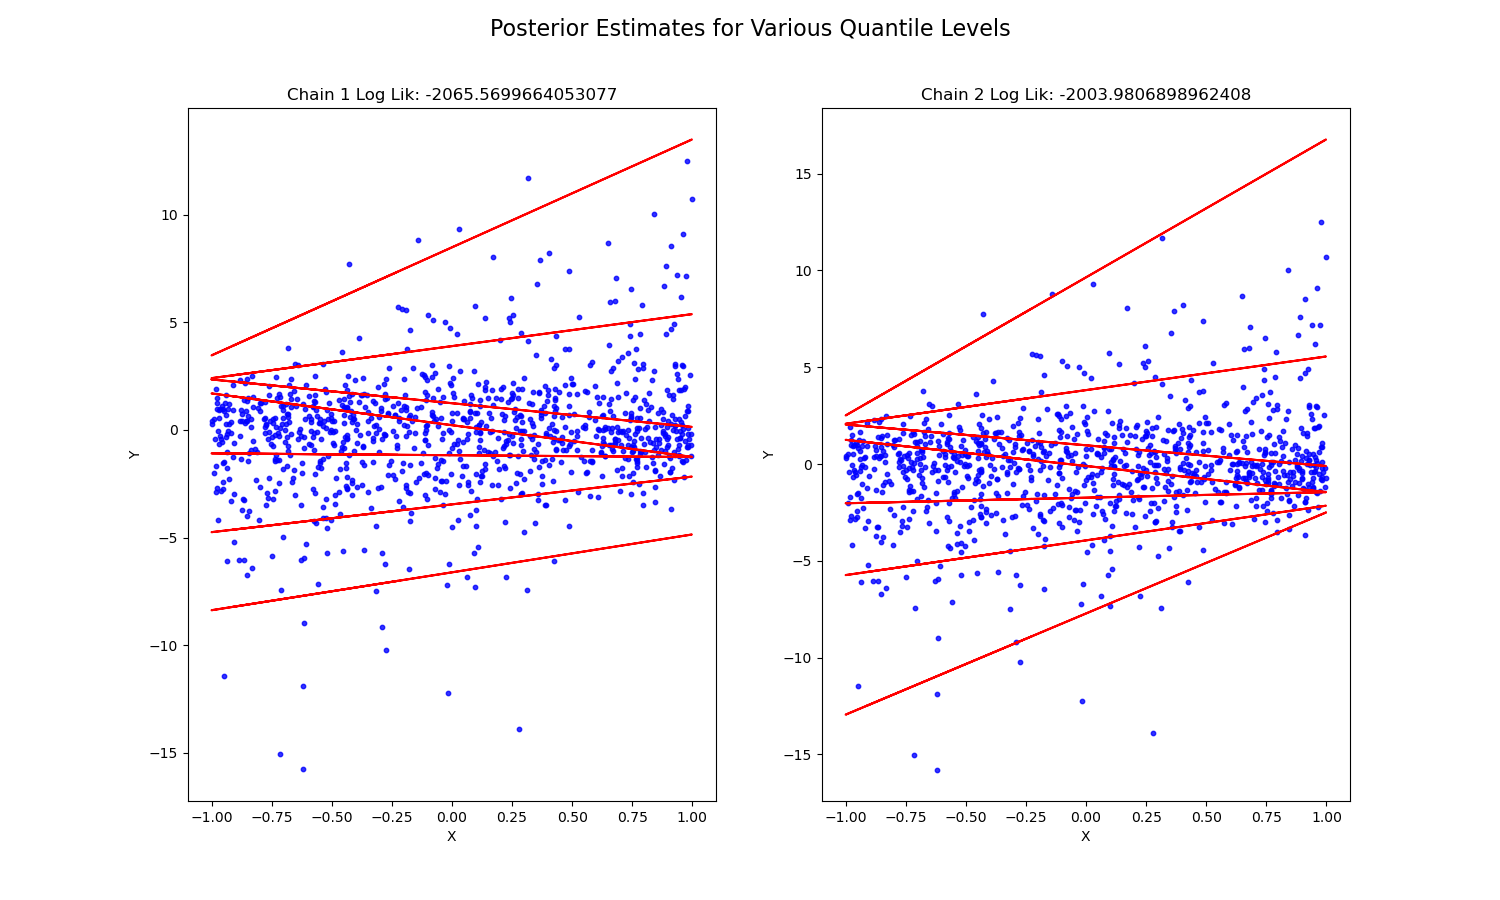 Posterior Estimates for Various Quantile Levels
Chain 1 Log Lik: -2065.5699664053077
Chain 2 Log Lik: -2003.9806898962408
10
5
0
−5
−10
−15
Y
−1.00 −0.75 −0.50 −0.25 0.00 0.25 0.50 0.75 1.00
X
15
10
5
0
−5
−10
−15
Y
−1.00 −0.75 −0.50 −0.25 0.00 0.25 0.50 0.75 1.00
X